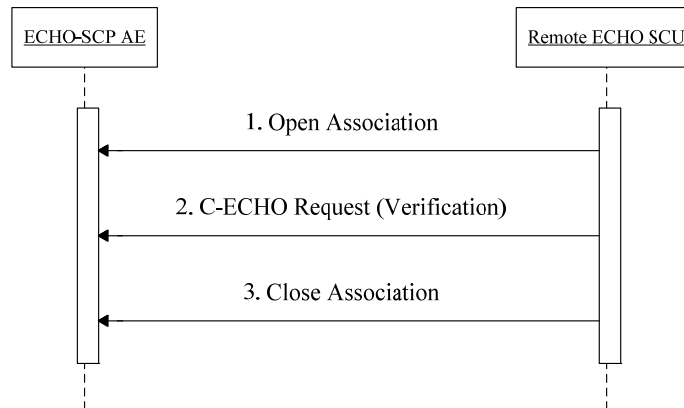 ECHO-SCP AE
Remote ECHO SCU
1. Open Association
2. C-ECHO Request (Verification)
3. Close Association